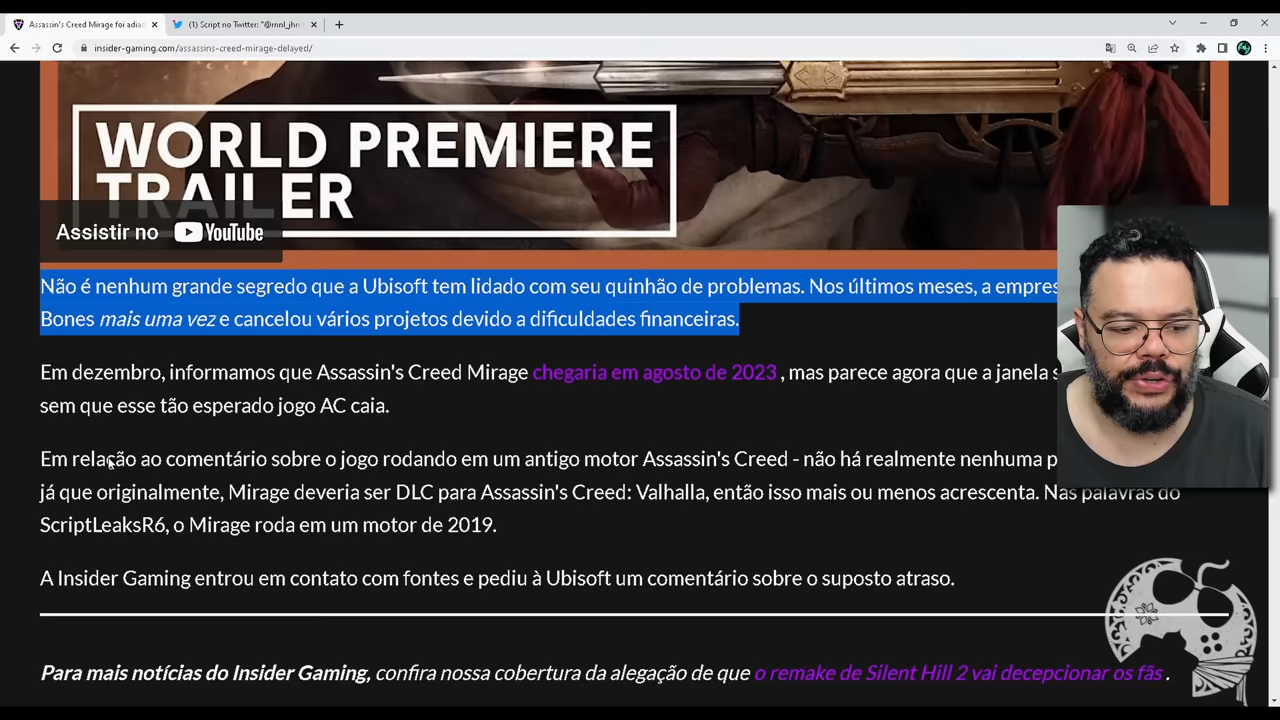 Assassin's Creed Mirage foi adiad
(1) Script no Twitter: "@mnl_jhn
insider-gaming.com/assassins-creed-mirage-delayed/
WORLD PREMIERE
TRAILER
Assistir no YouTube
Não é nenhum grande segredo que a Ubisoft tem lidado com seu quinhão de problemas. Nos últimos meses, a empres
Bones mais uma vez e cancelou vários projetos devido a dificuldades financeiras.
Em dezembro, informamos que Assassin's Creed Mirage chegaria em agosto de 2023 , mas parece agora que a janela s
sem que esse tão esperado jogo AC caia.
Em relação ao comentário sobre o jogo rodando em um antigo motor Assassin's Creed - não há realmente nenhuma p
já que originalmente, Mirage deveria ser DLC para Assassin's Creed: Valhalla, então isso mais ou menos acrescenta. Nas palavras do
ScriptLeaksR6, o Mirage roda em um motor de 2019.
A Insider Gaming entrou em contato com fontes e pediu à Ubisoft um comentário sobre o suposto atraso.
Para mais notícias do Insider Gaming, confira nossa cobertura da alegação de que o remake de Silent Hill 2 vai decepcionar os fãs .